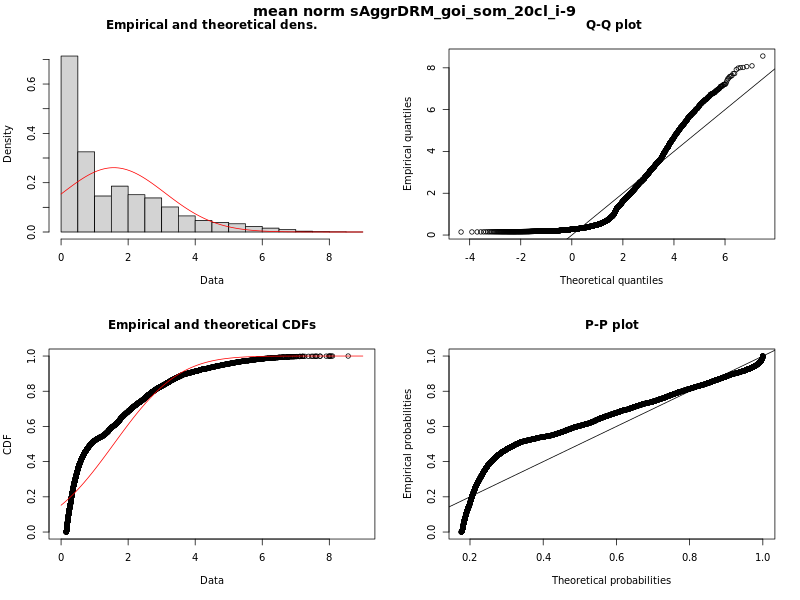 mean norm sAggrDRM_goi_som_20cl_i-9
Empirical and theoretical dens.
Density
0.0 0.2 0.4 0.6
0 2 4 6 8
Data
Q-Q plot
Empirical quantiles
0 2 4 6 8
-4 -2 0 2 4 6
Theoretical quantiles
Empirical and theoretical CDFs
CDF
0.0 0.2 0.4 0.6 0.8 1.0
0 2 4 6 8
Data
P-P plot
Empirical probabilities
0.0 0.2 0.4 0.6 0.8 1.0
0.2 0.4 0.6 0.8 1.0
Theoretical probabilities